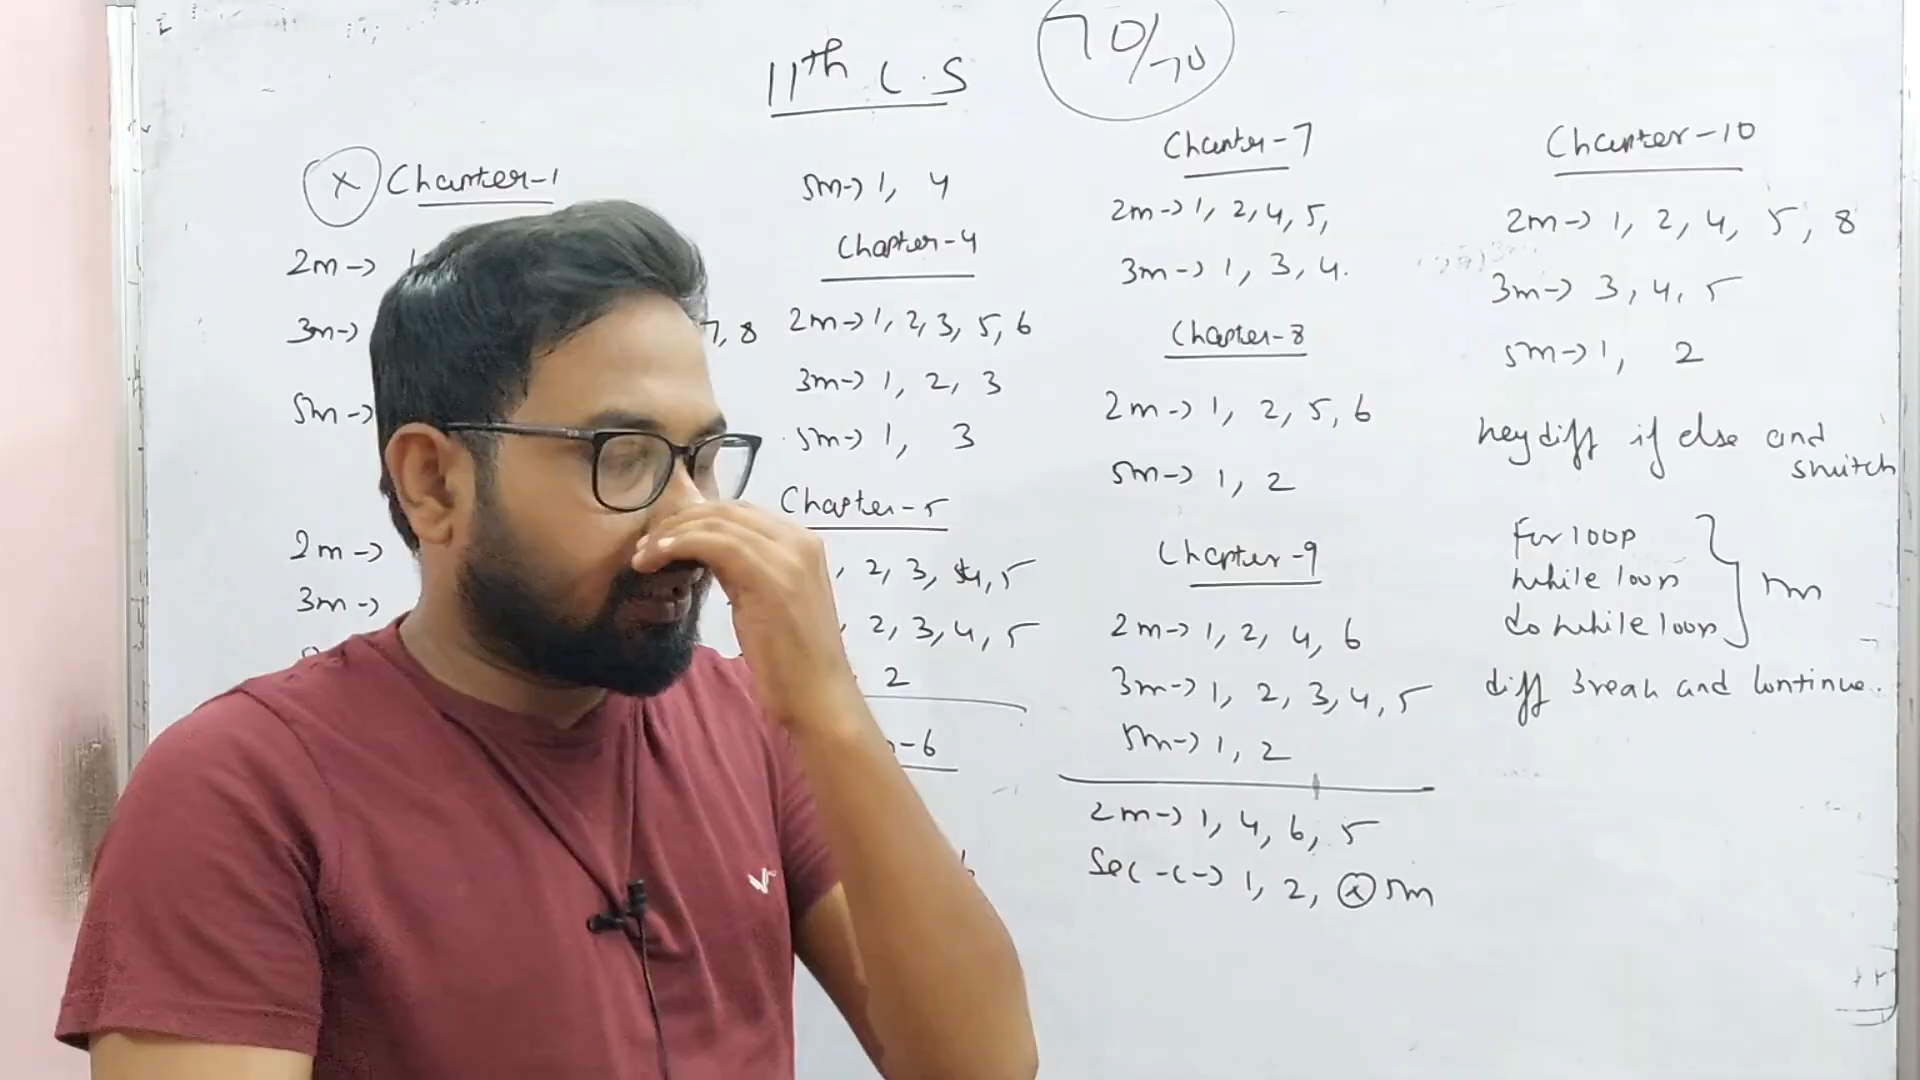 11th C.S
70/70
x Chapter-1
2m->
3m-> 7, 8
5m->
2m->
3m->
5m-> 1, 4
Chapter-4
2m-> 1, 2, 3, 5, 6
3m-> 1, 2, 3
5m-> 1, 3
Chapter-5
, 2, 3, 4, 5
, 2, 3, 4, 5
2
-6
Chapter-7
2m-> 1, 2, 4, 5,
3m-> 1, 3, 4.
Chapter-8
2m-> 1, 2, 5, 6
5m-> 1, 2
Chapter-9
2m-> 1, 2, 4, 6
3m-> 1, 2, 3, 4, 5
5m-> 1, 2
2m-> 1, 4, 6, 5
Sec-C-> 1, 2, x 5m
Chapter-10
2m-> 1, 2, 4, 5, 8
3m-> 3, 4, 5
5m-> 1, 2
diff if else and
switch
for loop
while loop
do while loop
5m
diff break and continue.